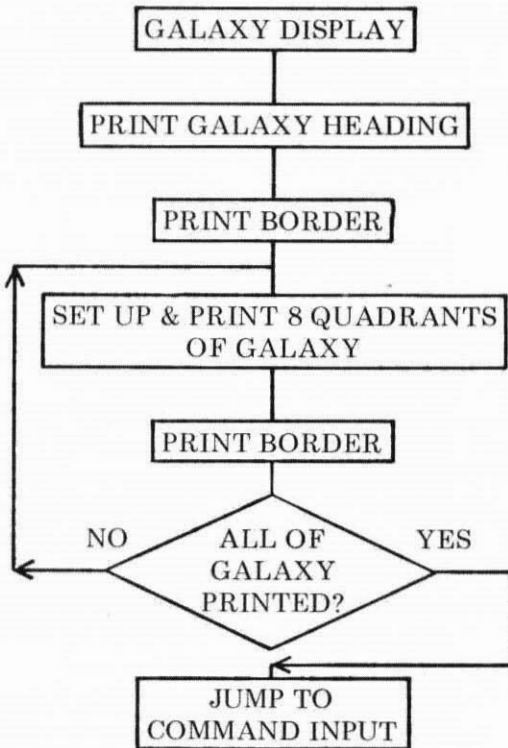 GALAXY DISPLAY
PRINT GALAXY HEADING
PRINT BORDER
SET UP & PRINT 8 QUADRANTS
OF GALAXY
PRINT BORDER
NO
ALL OF
GALAXY
PRINTED?
YES
JUMP TO
COMMAND INPUT